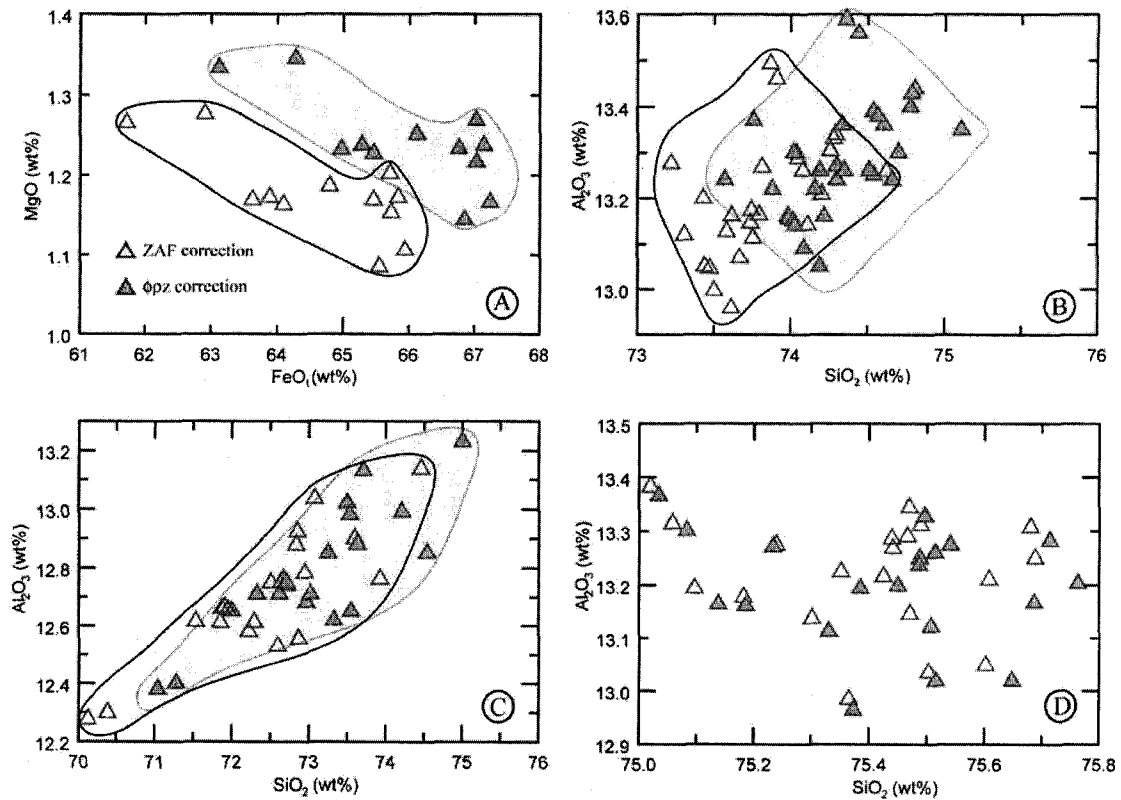 1.4
1.3
1.2
1.1
1.0
MgO (wt%)
ZAF correction
ϕpz correction
A
61 62 63 64 65 66 67 68
FeOₜ (wt%)
13.6
13.4
13.2
13.0
Al₂O₃ (wt%)
B
73 74 75 76
SiO₂ (wt%)
13.2
13.0
12.8
12.6
12.4
12.2
Al₂O₃ (wt%)
C
70 71 72 73 74 75 76
SiO₂ (wt%)
13.5
13.4
13.3
13.2
13.1
13.0
12.9
Al₂O₃ (wt%)
D
75.0 75.2 75.4 75.6 75.8
SiO₂ (wt%)